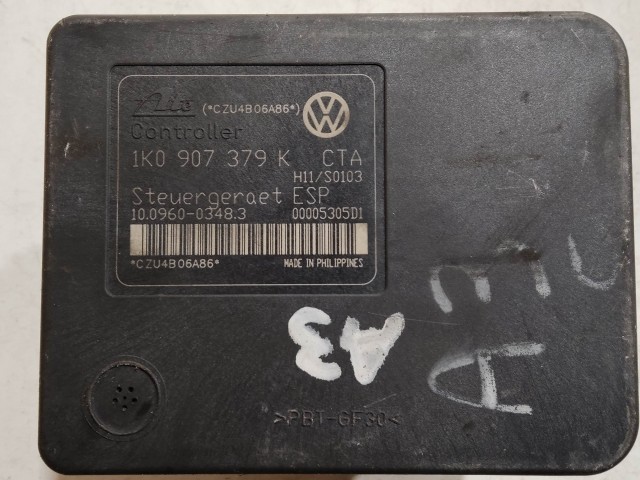 Ate (*CZU4B06A86*)
Controller
1K0 907 379 K CTA
H11/S0103
Steuergeraet ESP
10.0960-0348.3 00005305D1
*CZU4B06A86* MADE IN PHILIPPINES
A3
A
>PBT-GF30<